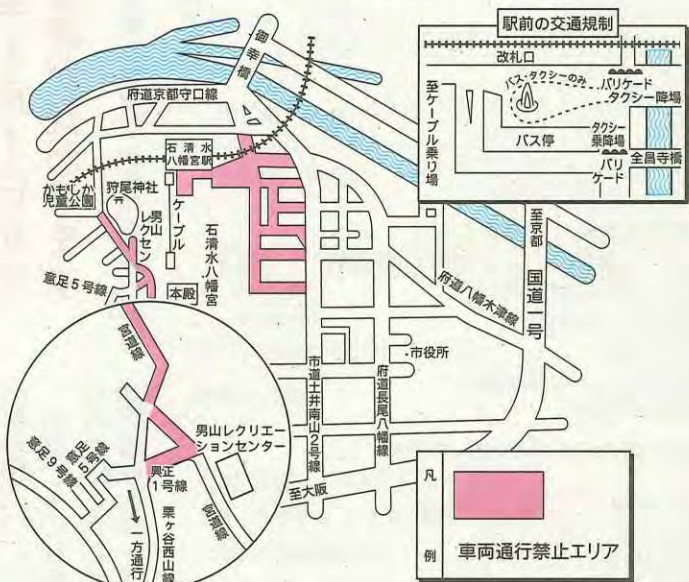 駅前の交通規制
改札口
バス・タクシーのみ
バリケード
タクシー降場
至ケーブル乗り場
バス停
タクシー
乗降場
バリ
ケード
全昌寺橋
御幸橋
府道京都守口線
石清水
八幡宮駅
かもしか
児童公園
狩尾神社
男山
レクセン
ケーブル
石清水八幡宮
本殿
意足5号線
至京都
国道一号
府道八幡木津線
市役所
市道土井南山2号線
府道長尾八幡線
至大阪
男山レクリエー
ションセンター
意足
5号線
意足9号線
興正
1号線
一方通行
栗ヶ谷西山線
凡例
車両通行禁止エリア